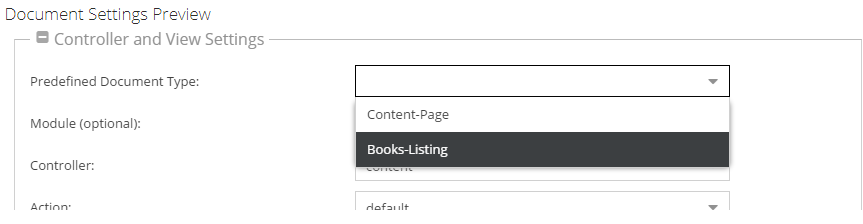 Document Settings Preview
Controller and View Settings
Predefined Document Type:
Content-Page
Module (optional):
Books-Listing
Controller:
content
Action:
default